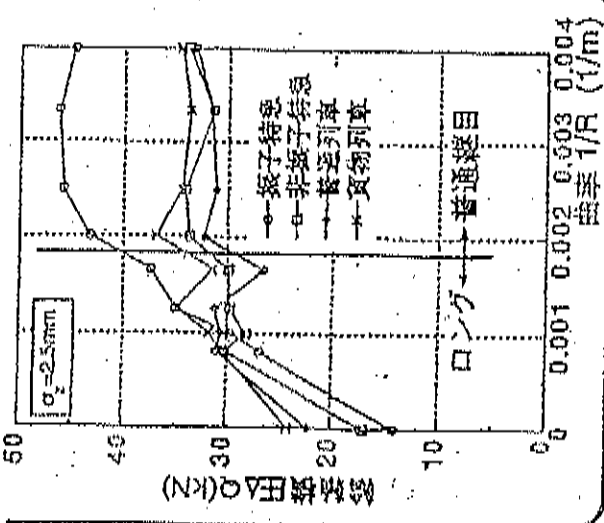 σz=2.5mm
50
40
30
20
10
0
輪横圧ΔQ(kN)
振子特急
非振子特急
普通列車
貨物列車
ロング
普通継目
0
0.001
0.002
0.003
0.004
曲率 1/R (1/m)